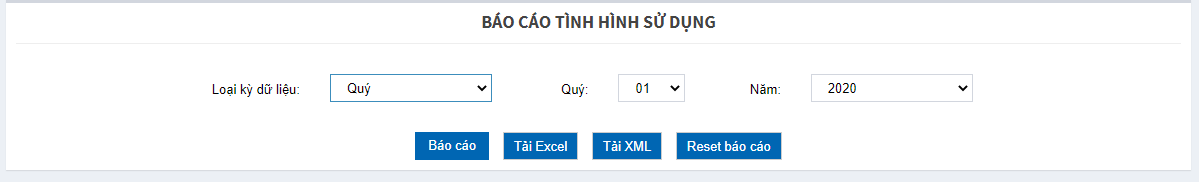 BÁO CÁO TÌNH HÌNH SỬ DỤNG
Loại kỳ dữ liệu: Quý Quý: 01 Năm: 2020
Báo cáo Tải Excel Tải XML Reset báo cáo